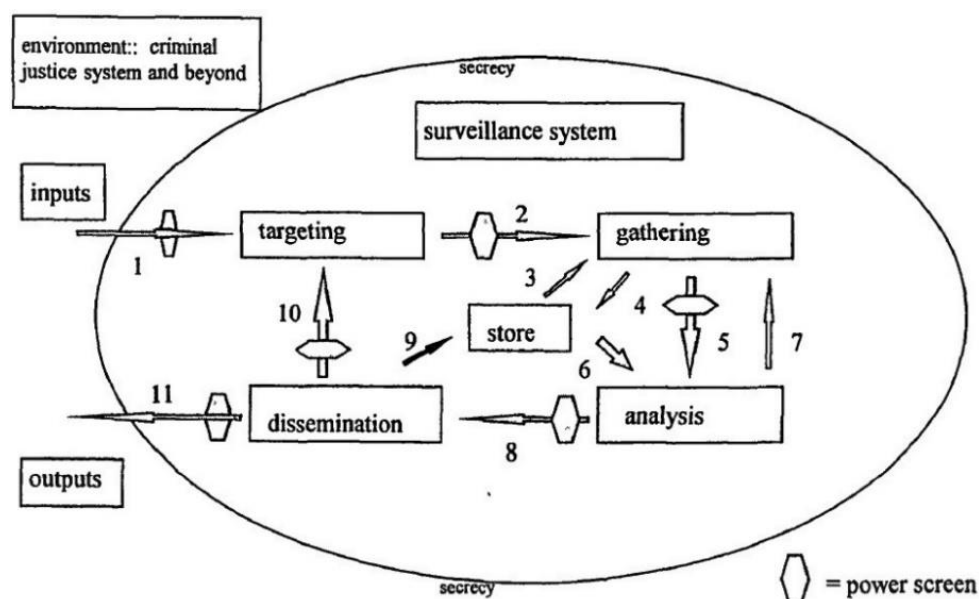 environment:: criminal
justice system and beyond
secrecy
surveillance system
inputs
1
targeting
2
gathering
3
4
10
store
9
5
7
6
11
dissemination
8
analysis
outputs
secrecy
= power screen